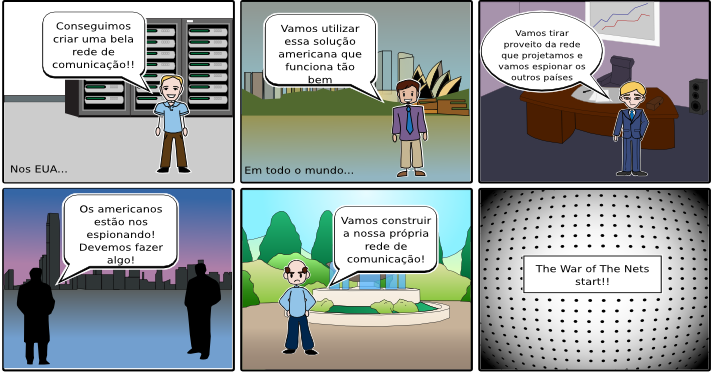 Conseguimos
criar uma bela
rede de
comunicação!!
Nos EUA...
Vamos utilizar
essa solução
americana que
funciona tão
bem
Em todo o mundo...
Vamos tirar
proveito da rede
que projetamos e
vamos espionar os
outros países
Os americanos
estão nos
espionando!
Devemos fazer
algo!
Vamos construir
a nossa própria
rede de
comunicação!
The War of The Nets
start!!